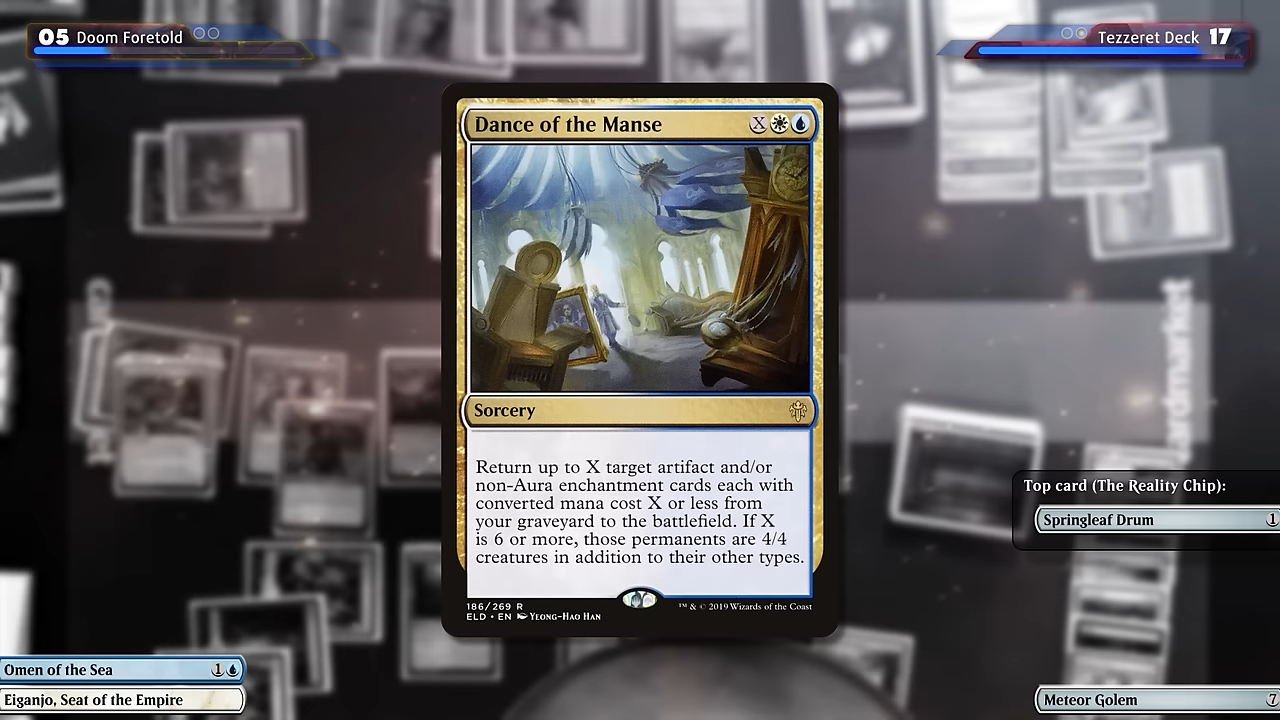 05 Doom Foretold
Tezzeret Deck 17
Dance of the Manse X
Sorcery
Return up to X target artifact and/or
non-Aura enchantment cards each with
converted mana cost X or less from
your graveyard to the battlefield. If X
is 6 or more, those permanents are 4/4
creatures in addition to their other types.
186/269 R
ELD • EN Yeong-Hao Han
™ & © 2019 Wizards of the Coast
Top card (The Reality Chip):
Springleaf Drum 1
Omen of the Sea 1
Eiganjo, Seat of the Empire
Meteor Golem 7